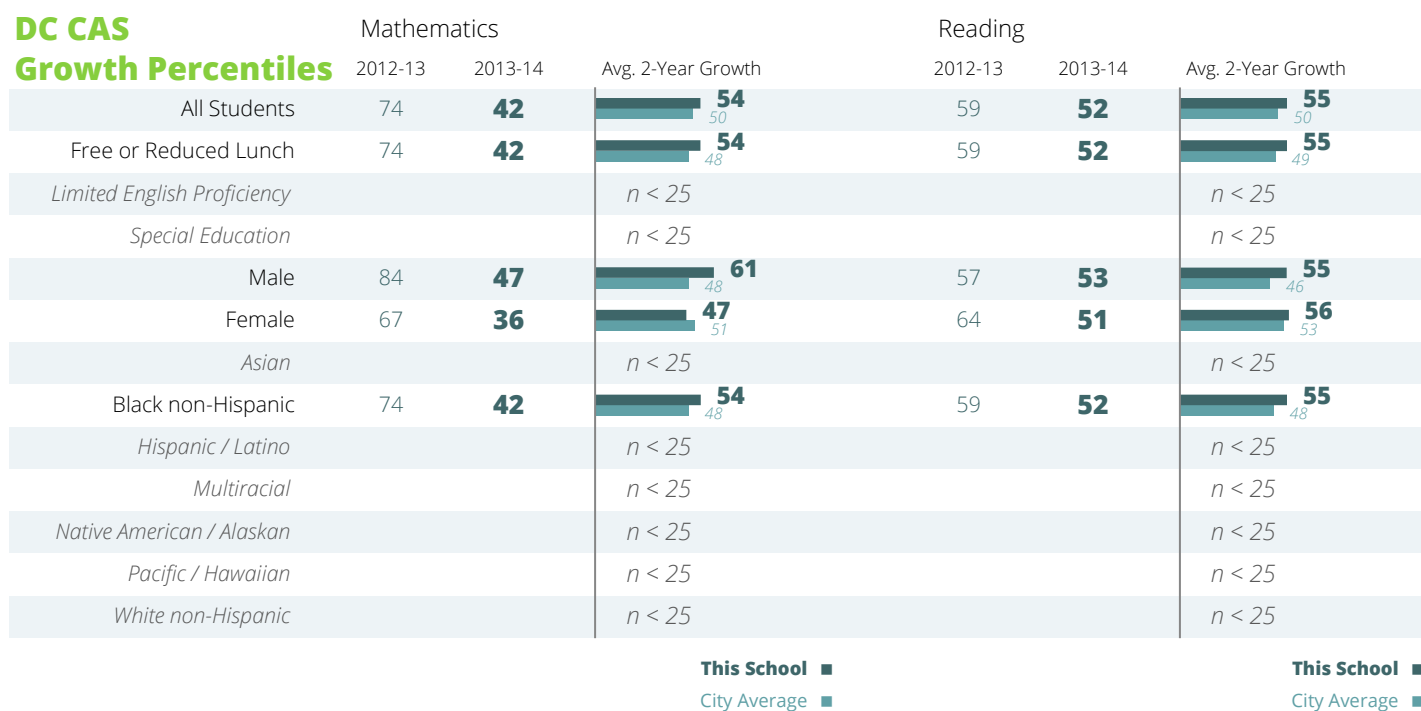 DC CAS Mathematics Reading
Growth Percentiles 2012-13 2013-14 Avg. 2-Year Growth 2012-13 2013-14 Avg. 2-Year Growth
All Students 74 42 54 50 59 52 55 50
Free or Reduced Lunch 74 42 54 48 59 52 55 49
Limited English Proficiency n < 25 n < 25
Special Education n < 25 n < 25
Male 84 47 61 48 57 53 55 46
Female 67 36 47 51 64 51 56 53
Asian n < 25 n < 25
Black non-Hispanic 74 42 54 48 59 52 55 48
Hispanic / Latino n < 25 n < 25
Multiracial n < 25 n < 25
Native American / Alaskan n < 25 n < 25
Pacific / Hawaiian n < 25 n < 25
White non-Hispanic n < 25 n < 25
This School This School
City Average City Average